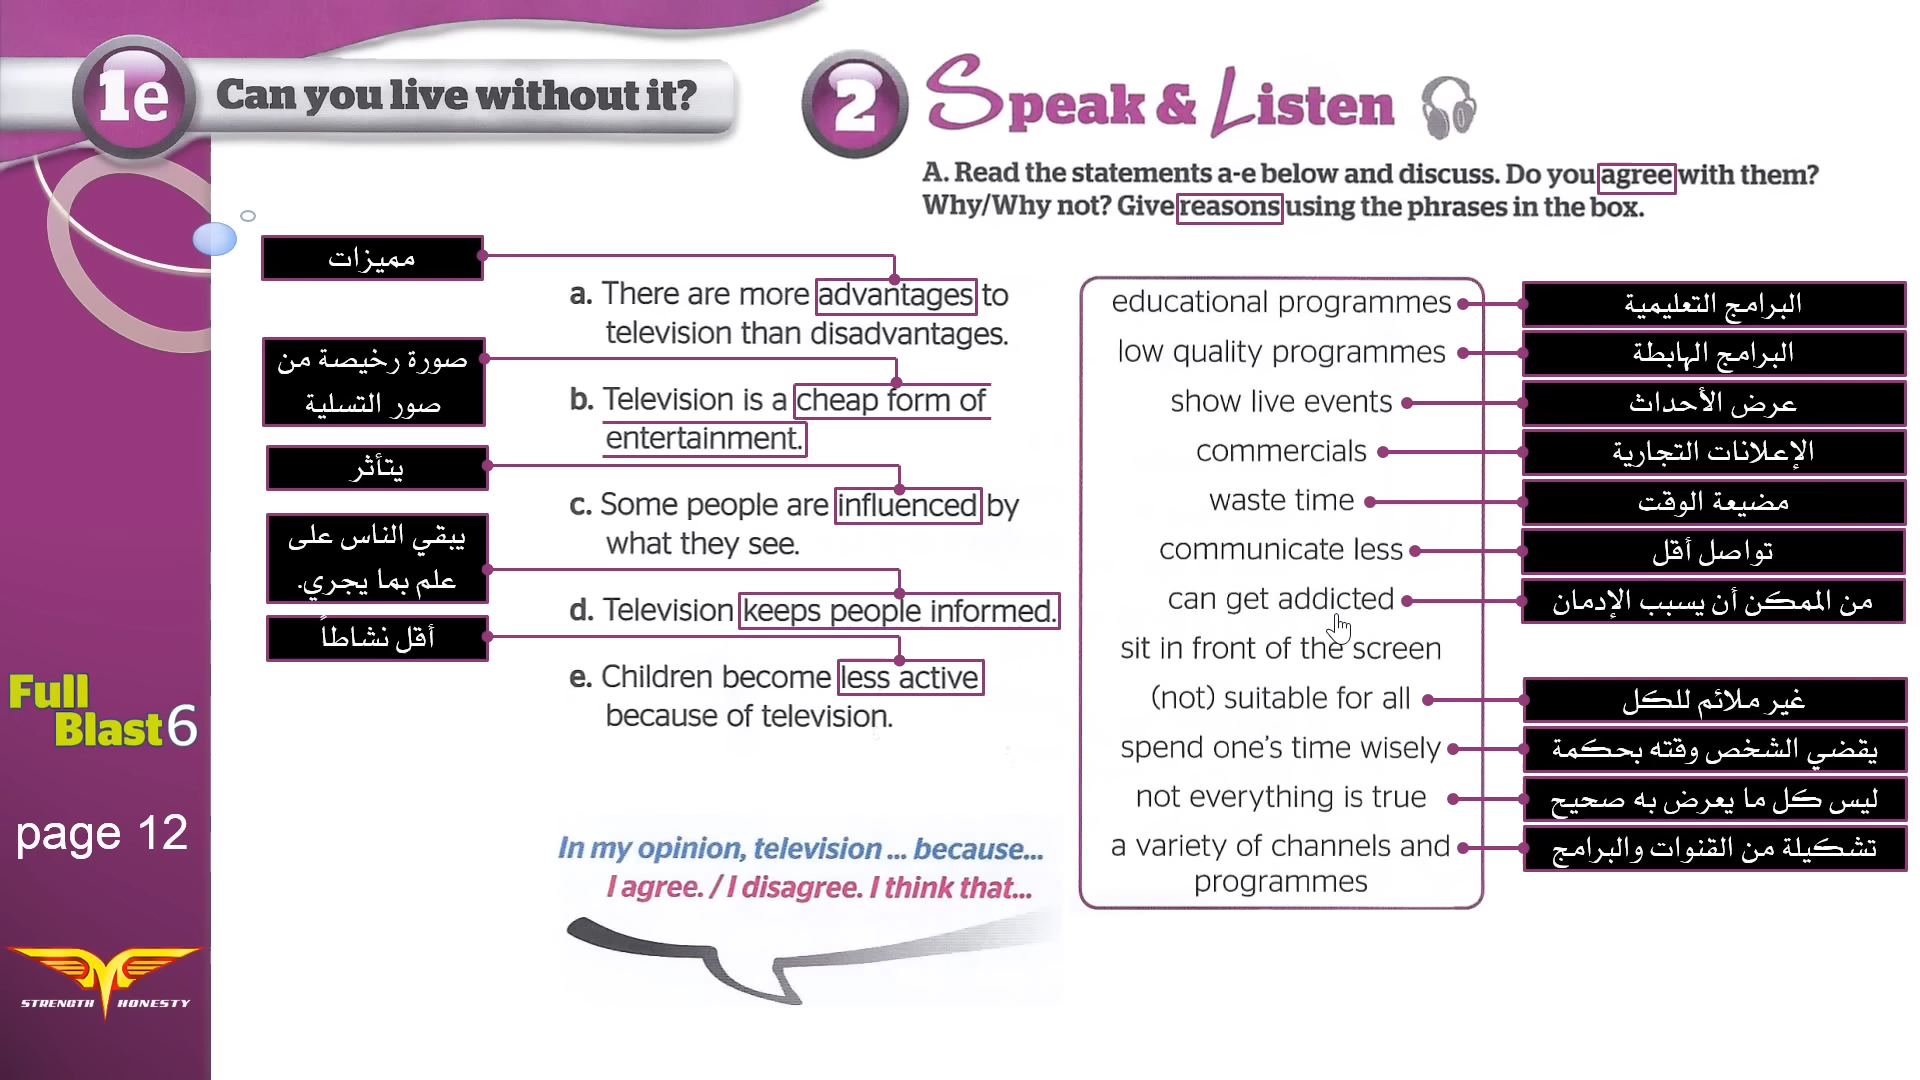 1e Can you live without it?
2 Speak & Listen
A. Read the statements a-e below and discuss. Do you agree with them?
Why/Why not? Give reasons using the phrases in the box.
مميزات
a. There are more advantages to
television than disadvantages.
صورة رخيصة من
صور التسلية
b. Television is a cheap form of
entertainment.
يتأثر
c. Some people are influenced by
what they see.
يبقي الناس على
علم بما يجري.
d. Television keeps people informed.
أقل نشاطاً
e. Children become less active
because of television.
In my opinion, television ... because...
I agree. / I disagree. I think that...
educational programmes
البرامج التعليمية
low quality programmes
البرامج الهابطة
show live events
عرض الأحداث
commercials
الإعلانات التجارية
waste time
مضيعة الوقت
communicate less
تواصل أقل
can get addicted
من الممكن أن يسبب الإدمان
sit in front of the screen
(not) suitable for all
غير ملائم للكل
spend one's time wisely
يقضي الشخص وقته بحكمة
not everything is true
ليس كل ما يعرض به صحيح
a variety of channels and
programmes
تشكيلة من القنوات والبرامج
Full
Blast 6
page 12
STRENGTH HONESTY